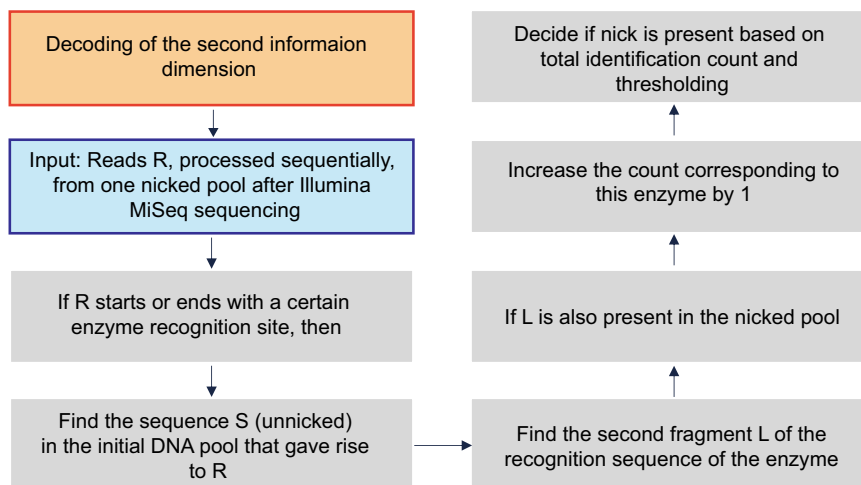 Decoding of the second informaion
dimension
Input: Reads R, processed sequentially,
from one nicked pool after Illumina
MiSeq sequencing
If R starts or ends with a certain
enzyme recognition site, then
Find the sequence S (unnicked)
in the initial DNA pool that gave rise
to R
Find the second fragment L of the
recognition sequence of the enzyme
If L is also present in the nicked pool
Increase the count corresponding to
this enzyme by 1
Decide if nick is present based on
total identification count and
thresholding